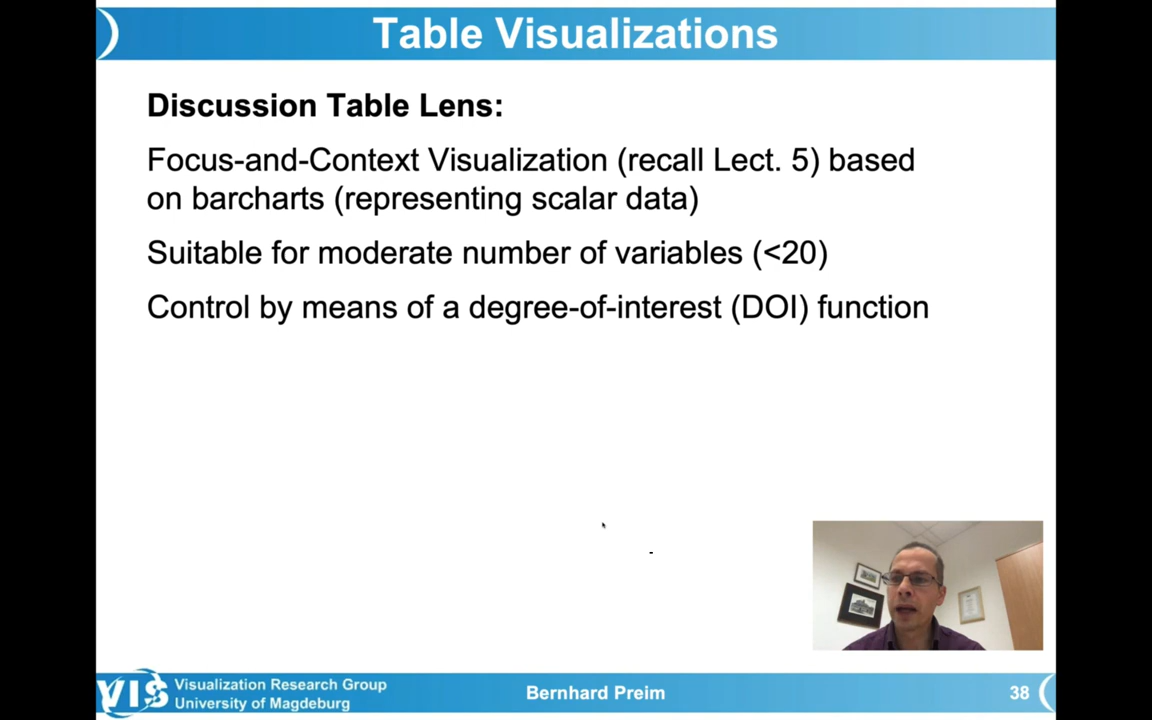 Table Visualizations
Discussion Table Lens:
Focus-and-Context Visualization (recall Lect. 5) based
on barcharts (representing scalar data)
Suitable for moderate number of variables (<20)
Control by means of a degree-of-interest (DOI) function
VIS
Visualization Research Group
University of Magdeburg
Bernhard Preim
38